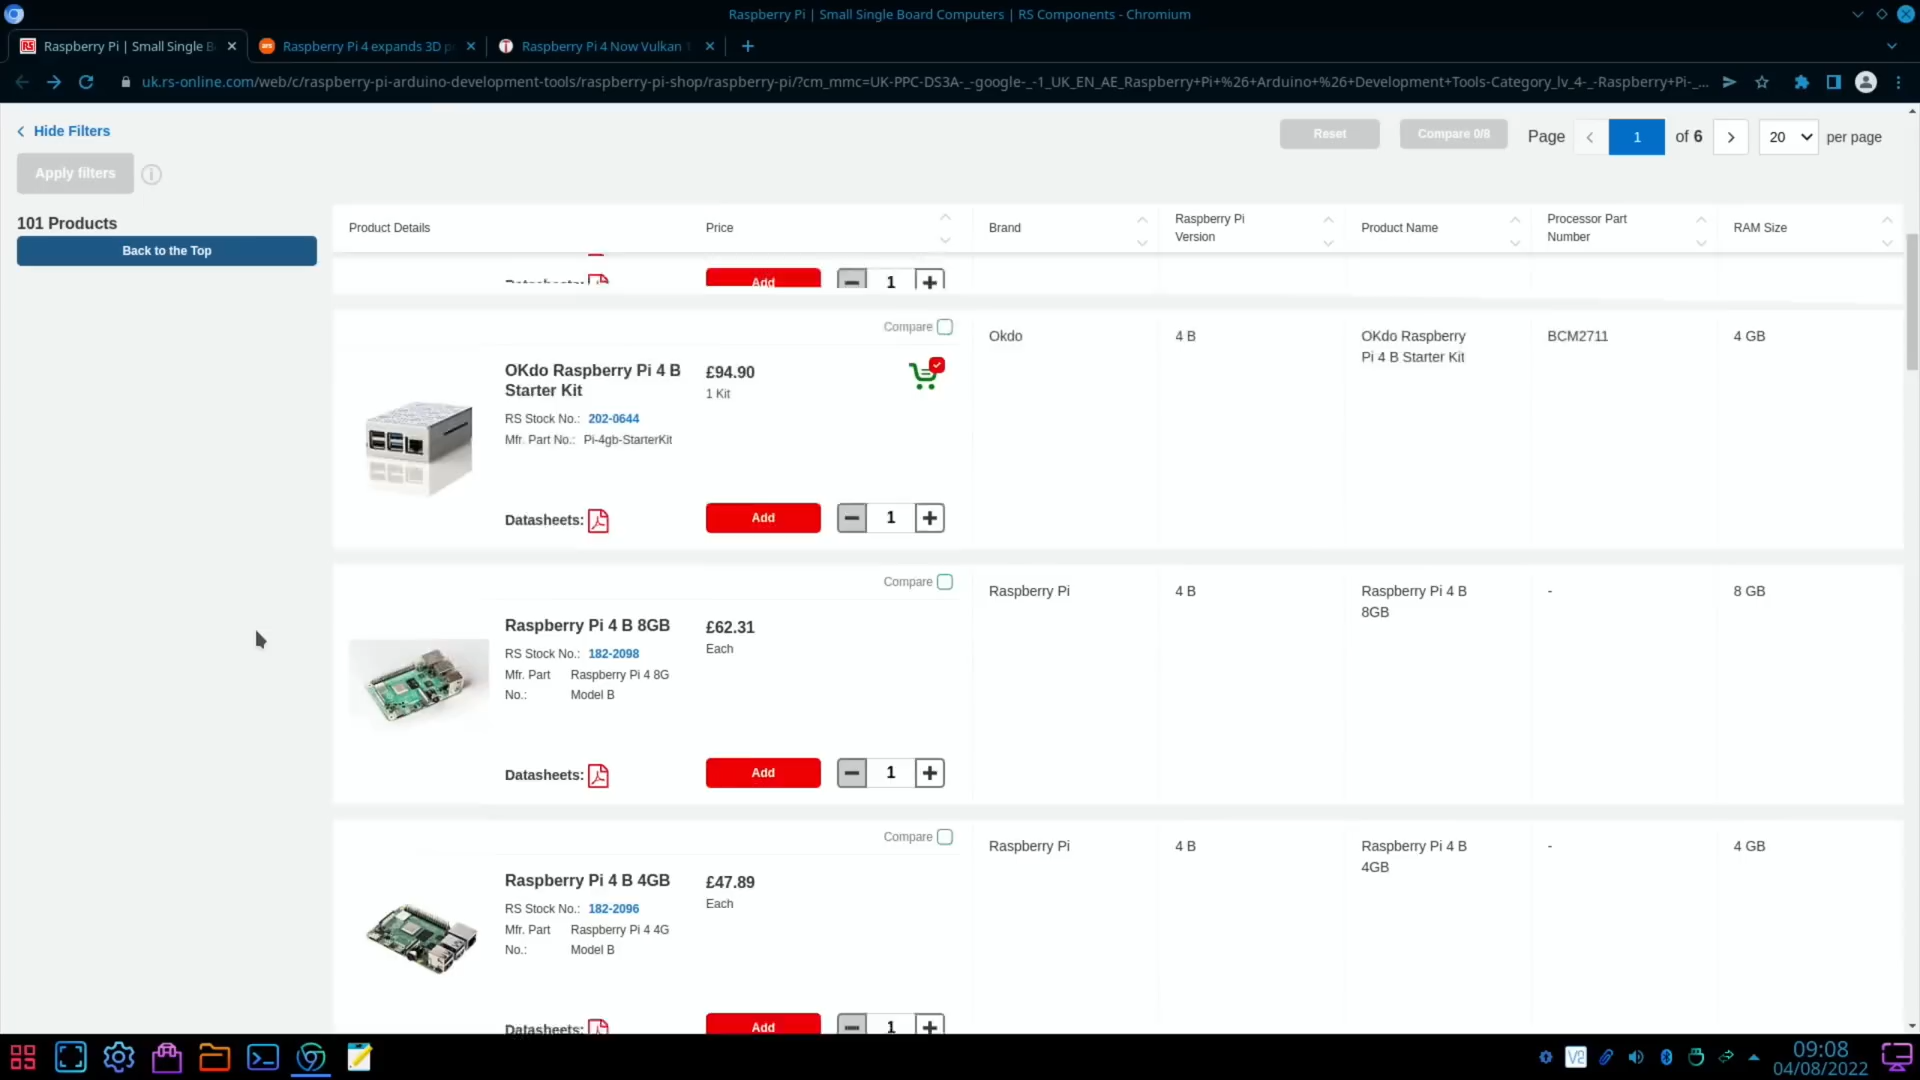 Raspberry Pi | Small Single Board Computers | RS Components - Chromium
Raspberry Pi | Small Single B
Raspberry Pi 4 expands 3D p
Raspberry Pi 4 Now Vulkan 1
uk.rs-online.com/web/c/raspberry-pi-arduino-development-tools/raspberry-pi-shop/raspberry-pi/?cm_mmc=UK-PPC-DS3A-_-google-_-1_UK_EN_AE_Raspberry+Pi+%26+Arduino+%26+Development+Tools-Category_lv_4-_-Raspberry+Pi-_...
Hide Filters
Reset
Compare 0/8
Page
1
of 6
20
per page
Apply filters
101 Products
Back to the Top
Product Details
Price
Brand
Raspberry Pi
Version
Product Name
Processor Part
Number
RAM Size
Datasheets:
Add
1
Compare
OKdo Raspberry Pi 4 B
Starter Kit
RS Stock No.: 202-0644
Mfr. Part No.: Pi-4gb-StarterKit
£94.90
1 Kit
Datasheets:
Add
1
Okdo
4 B
OKdo Raspberry
Pi 4 B Starter Kit
BCM2711
4 GB
Compare
Raspberry Pi 4 B 8GB
RS Stock No.: 182-2098
Mfr. Part Raspberry Pi 4 8G
No.: Model B
£62.31
Each
Datasheets:
Add
1
Raspberry Pi
4 B
Raspberry Pi 4 B
8GB
-
8 GB
Compare
Raspberry Pi 4 B 4GB
RS Stock No.: 182-2096
Mfr. Part Raspberry Pi 4 4G
No.: Model B
£47.89
Each
Datasheets:
Add
1
Raspberry Pi
4 B
Raspberry Pi 4 B
4GB
-
4 GB
09:08
04/08/2022